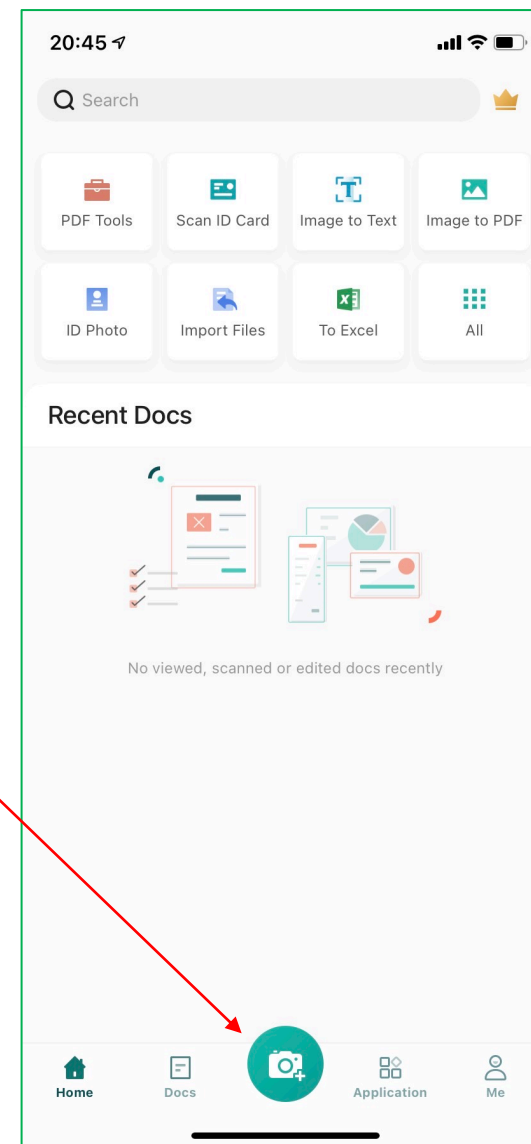 20:45
Search
PDF Tools
Scan ID Card
Image to Text
Image to PDF
ID Photo
Import Files
To Excel
All
Recent Docs
No viewed, scanned or edited docs recently
Home
Docs
Application
Me